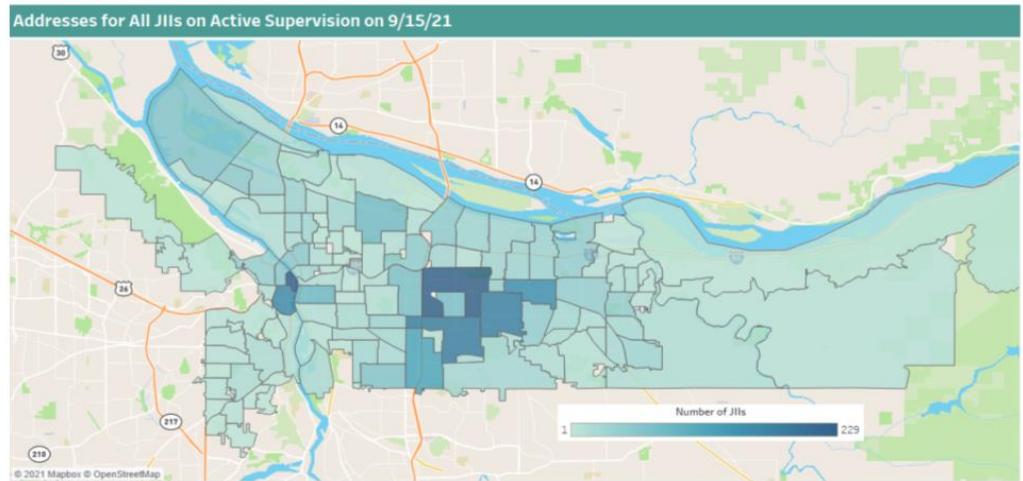 Addresses for All JIIs on Active Supervision on 9/15/21
30
14
14
26
217
210
Number of JIIs
1
229
© 2021 Mapbox © OpenStreetMap